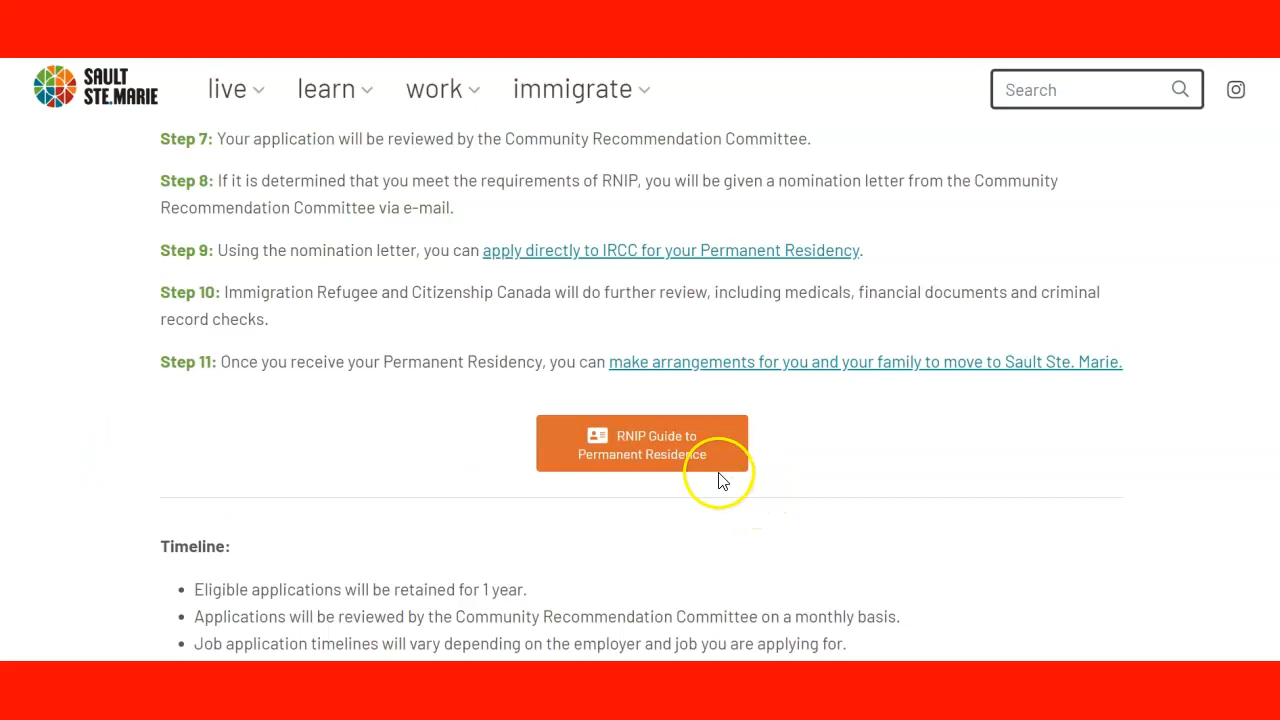 SAULT
STE.MARIE
live
learn
work
immigrate
Search
Step 7: Your application will be reviewed by the Community Recommendation Committee.
Step 8: If it is determined that you meet the requirements of RNIP, you will be given a nomination letter from the Community
Recommendation Committee via e-mail.
Step 9: Using the nomination letter, you can apply directly to IRCC for your Permanent Residency.
Step 10: Immigration Refugee and Citizenship Canada will do further review, including medicals, financial documents and criminal
record checks.
Step 11: Once you receive your Permanent Residency, you can make arrangements for you and your family to move to Sault Ste. Marie.
RNIP Guide to
Permanent Residence
Timeline:
• Eligible applications will be retained for 1 year.
• Applications will be reviewed by the Community Recommendation Committee on a monthly basis.
• Job application timelines will vary depending on the employer and job you are applying for.